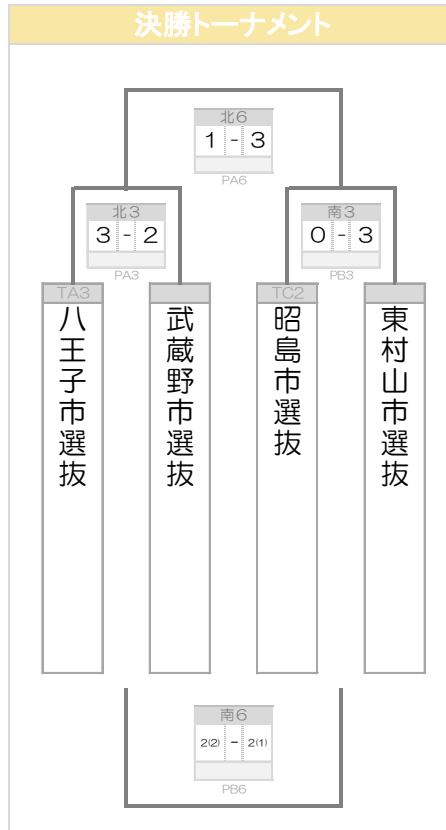 決勝トーナメント
北6
1 - 3
PA6
北3
3 - 2
PA3
南3
0 - 3
PB3
TA3
TC2
八王子市選抜
武蔵野市選抜
昭島市選抜
東村山市選抜
南6
2(2) - 2(1)
PB6